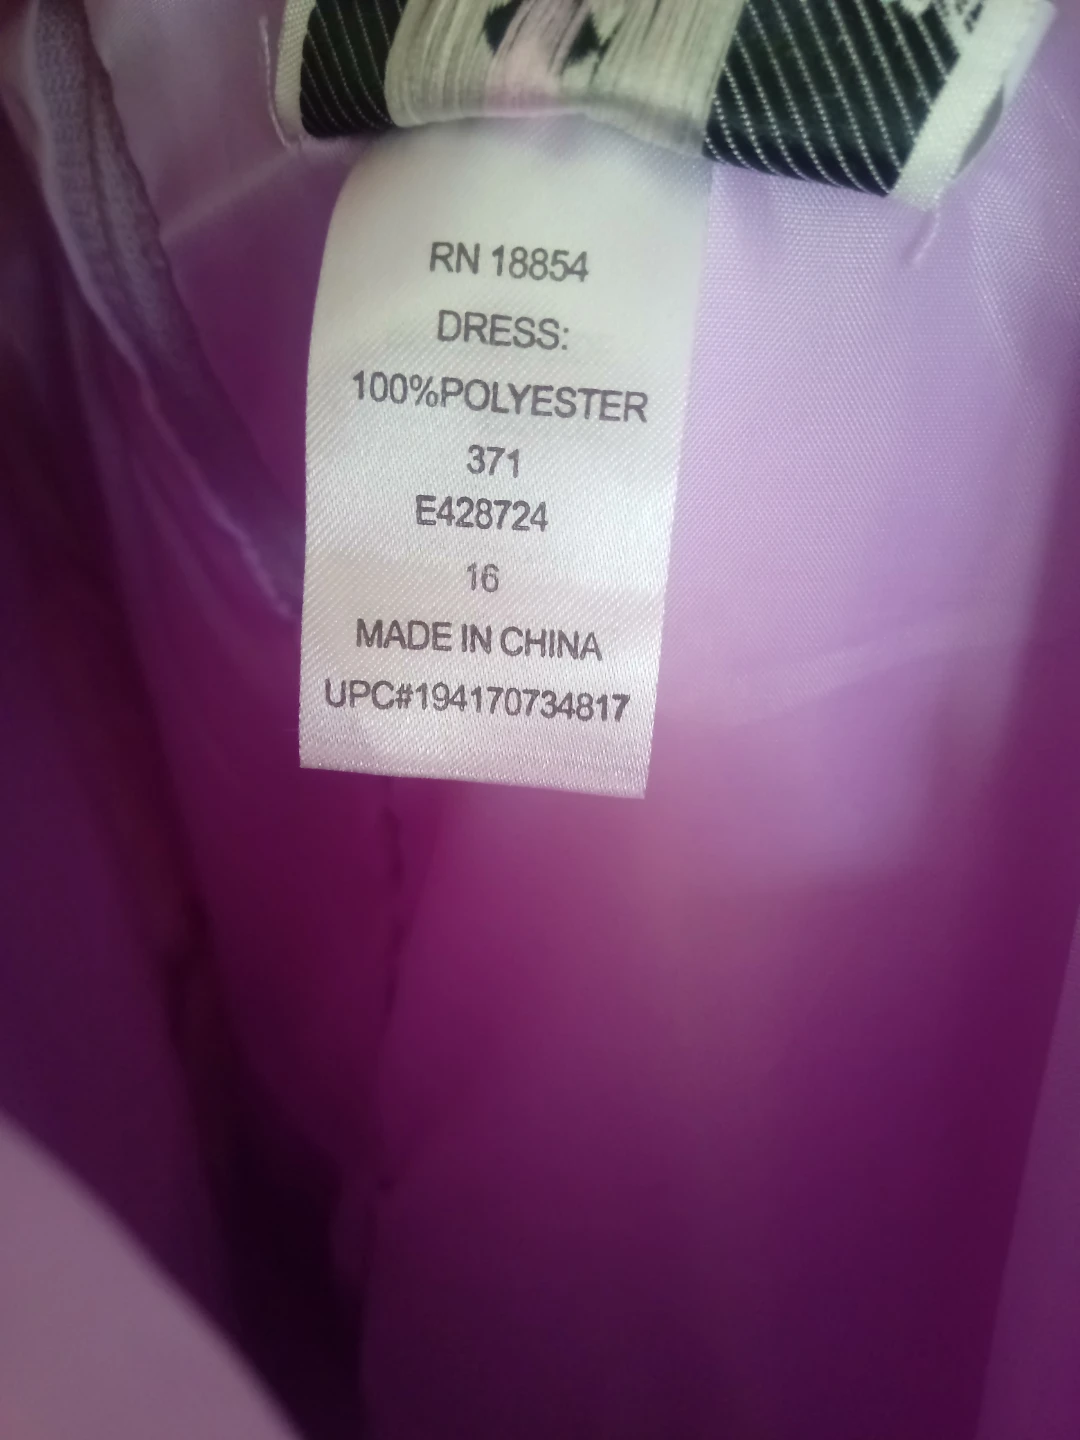 RN 18854
DRESS:
100%POLYESTER
371
E428724
16
MADE IN CHINA
UPC#194170734817